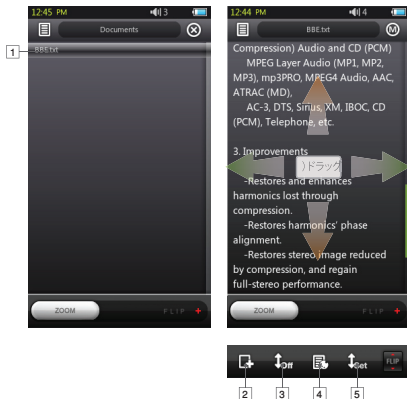 12:45 PM
3
Documents
1
BBE.txt
ZOOM
FLIP +
12:44 PM
4
BBE.txt
M
Compression) Audio and CD (PCM)
MPEG Layer Audio (MP1, MP2,
MP3), mp3PRO, MPEG4 Audio, AAC,
ATRAC (MD),
AC-3, DTS, Sirius, XM, IBOC, CD
(PCM), Telephone, etc.
3. Improvements
-Restores and enhances
harmonics lost through
compression.
-Restores harmonics' phase
alignment.
-Restores stereo image reduced
by compression, and regain
full-stereo performance.
ドラッグ
ZOOM
FLIP +
Off
Set
FLIP
2
3
4
5